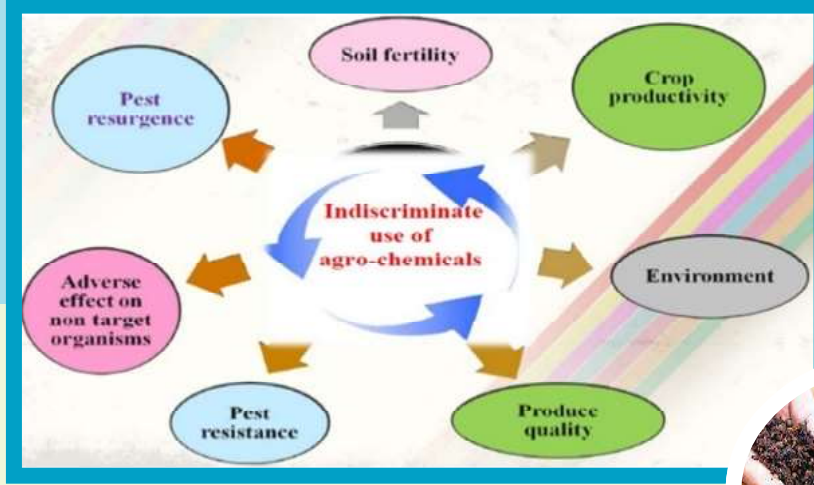 Soil fertility
Crop
productivity
Pest
resurgence
Indiscriminate
use of
agro-chemicals
Environment
Adverse
effect on
non target
organisms
Pest
resistance
Produce
quality